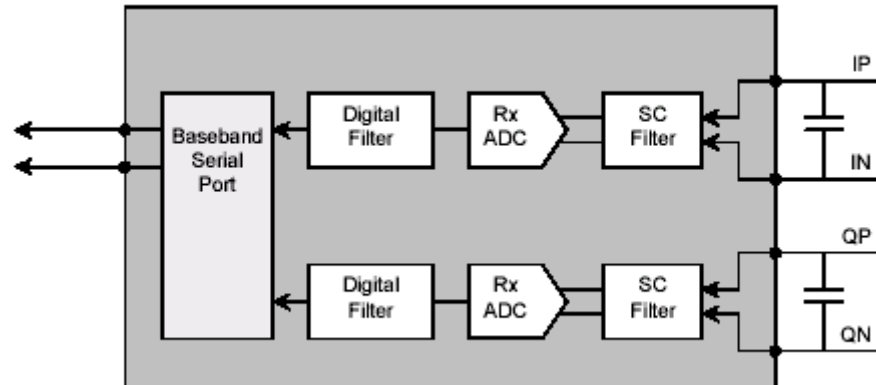 IP
Digital
Filter
Rx
ADC
SC
Filter
Baseband
Serial
Port
IN
QP
Digital
Filter
Rx
ADC
SC
Filter
QN